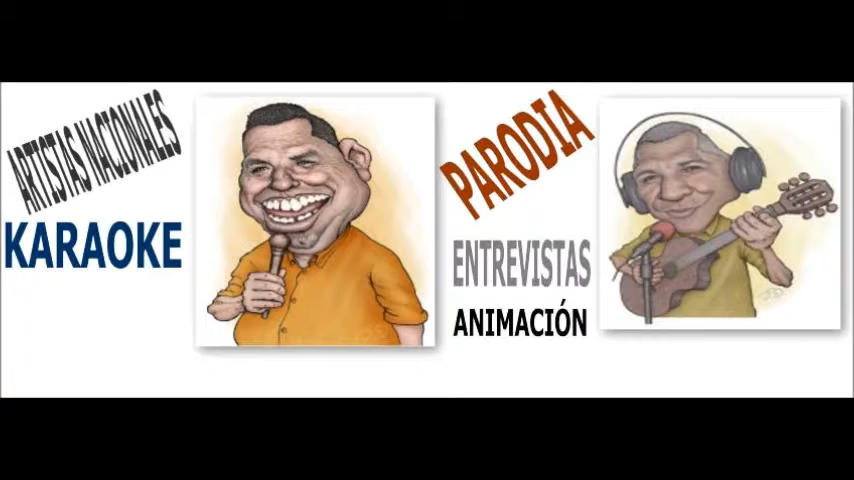 ARTISTAS NACIONALES
KARAOKE
PARODIA
ENTREVISTAS
ANIMACIÓN